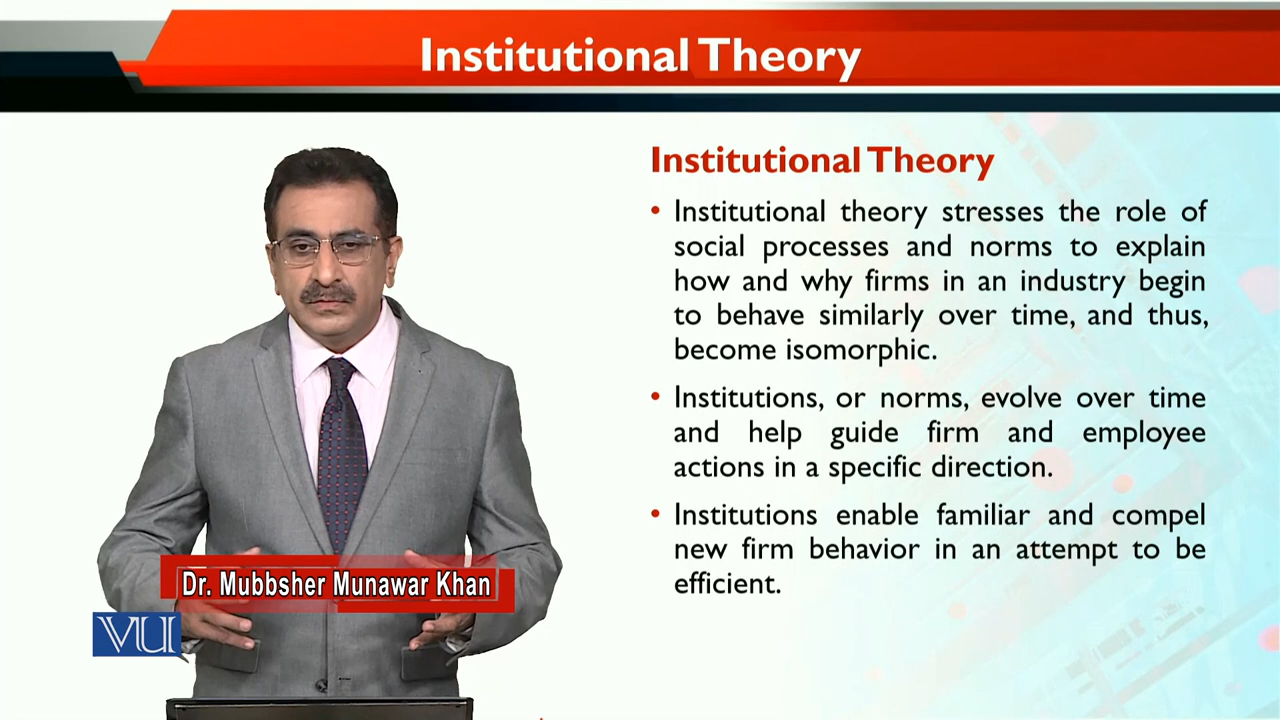 Institutional Theory
Institutional Theory
• Institutional theory stresses the role of
social processes and norms to explain
how and why firms in an industry begin
to behave similarly over time, and thus,
become isomorphic.
• Institutions, or norms, evolve over time
and help guide firm and employee
actions in a specific direction.
• Institutions enable familiar and compel
new firm behavior in an attempt to be
efficient.
Dr. Mubbsher Munawar Khan
VU